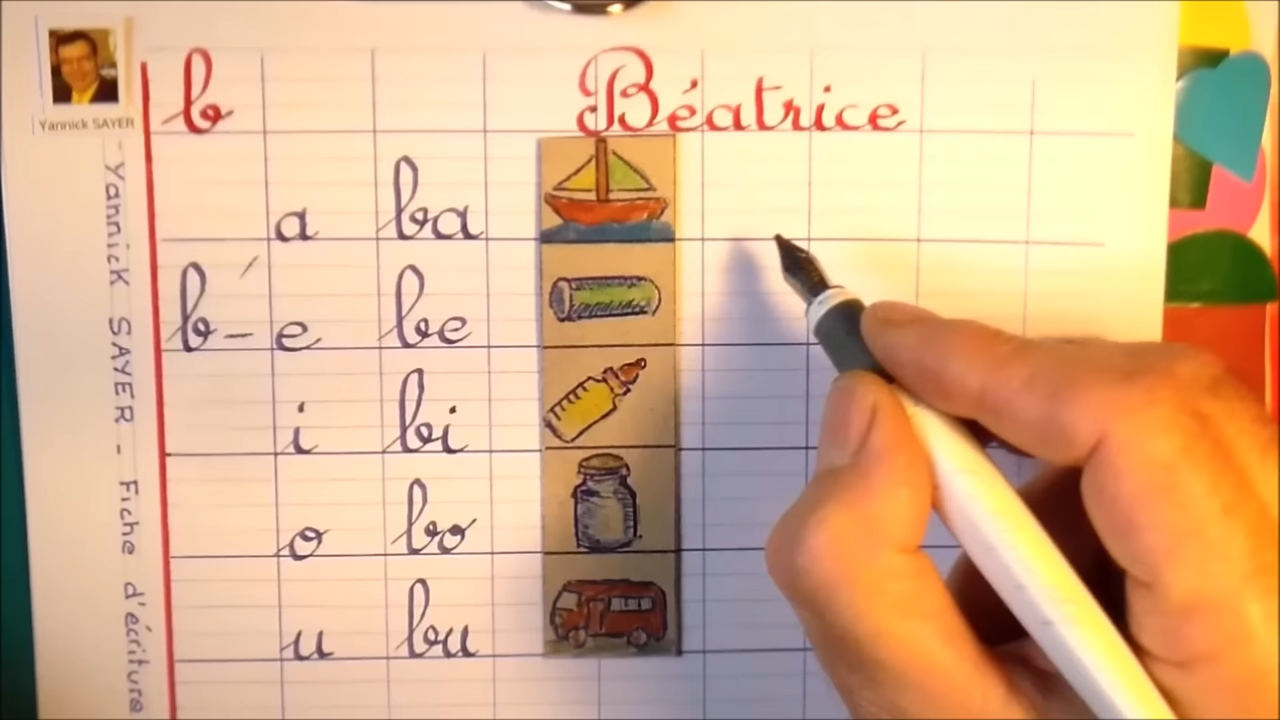 b Béatrice
Yannick SAYER
a ba
b- e be
i bi
o bo
u bu
Yannick SAYER - Fiche d'écriture